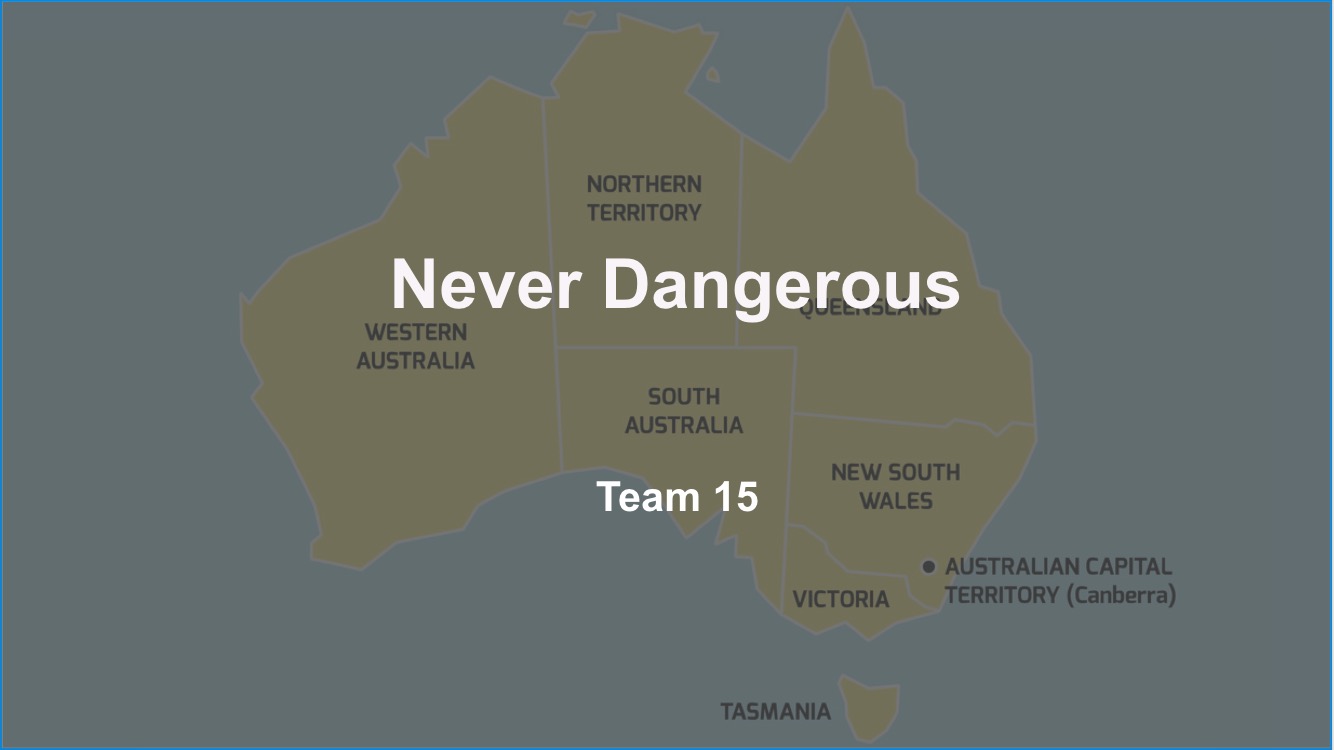 NORTHERN
TERRITORY
Never Dangerous
QUEENSLAND
WESTERN
AUSTRALIA
SOUTH
AUSTRALIA
NEW SOUTH
WALES
Team 15
AUSTRALIAN CAPITAL
TERRITORY (Canberra)
VICTORIA
TASMANIA